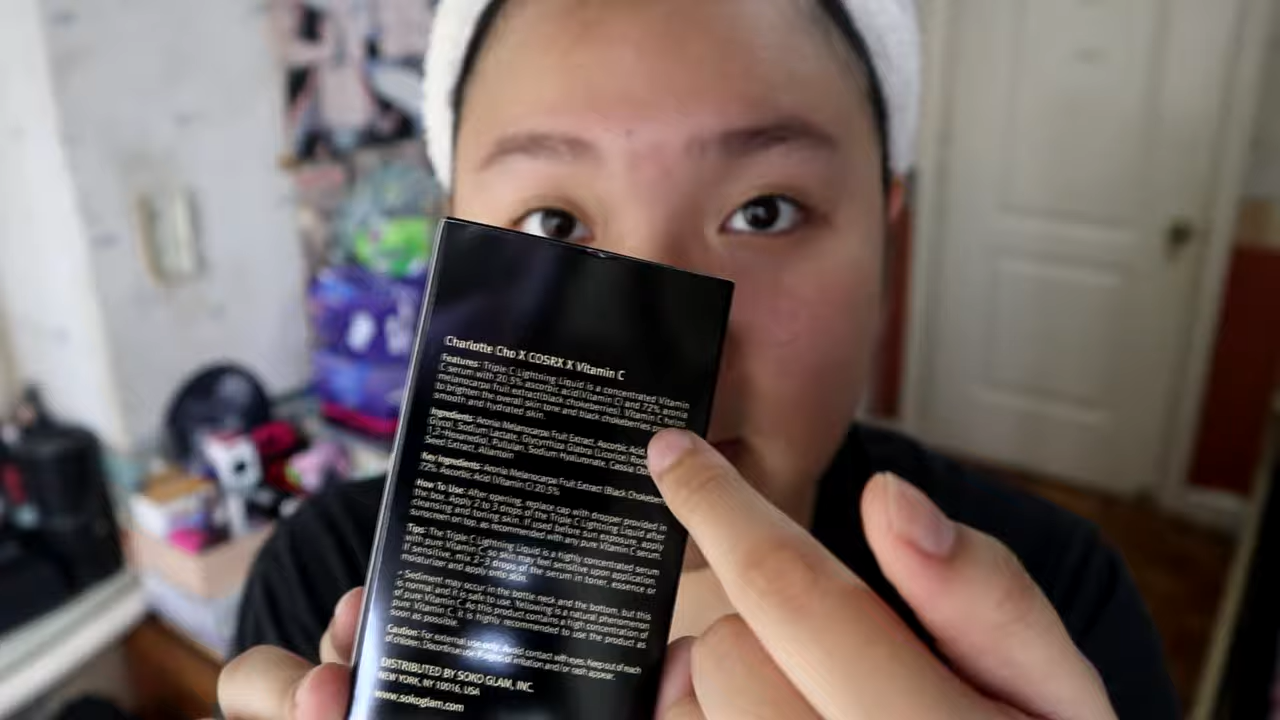 Charlotte Cho X COSRX X Vitamin C
Features: Triple C Lightning Liquid is a concentrated Vitamin
C serum with 20.5% ascorbic acid(Vitamin C) and 72% aronia
melanocarpa fruit extract(black chokeberries). Vitamin C helps
to brighten the overall skin tone and black chokeberries
smooth and hydrated skin.
Ingredients: Aronia Melanocarpa Fruit Extract, Ascorbic Acid,
Glycol, Sodium Lactate, Glycyrrhiza Glabra (Licorice)
1,2-Hexanediol, Pullulan, Sodium Hyaluronate, Cassia
Seed Extract, Allantoin
Key Ingredients: Aronia Melanocarpa Fruit Extract (Black
72% Ascorbic Acid (Vitamin C) 20.5%
How To Use: After opening, replace cap with dropper provided in
the box. Apply 2 to 3 drops of the Triple C Lightning Liquid after
cleansing and toning skin. If used before sun exposure, apply
sunscreen on top, as recommended with any pure Vitamin C serum.
Tips: The Triple C Lightning Liquid is a highly concentrated serum
with pure Vitamin C, so skin may feel sensitive upon application.
If sensitive, mix 2~3 drops of the serum in toner, essence or
moisturizer and apply onto skin.
* Sediment may occur in the bottle neck and the bottom, but this
is normal and it is safe to use. Yellowing is a natural phenomenon
of pure Vitamin C. As this product contains a high concentration of
pure Vitamin C, it is highly recommended to use the product as
soon as possible.
Caution: For external use only. Avoid contact with eyes. Keep out of reach
of children. Discontinue use if signs of irritation and/or rash appear.
DISTRIBUTED BY SOKO GLAM, INC.
NEW YORK, NY 10016, USA
www.sokoglam.com